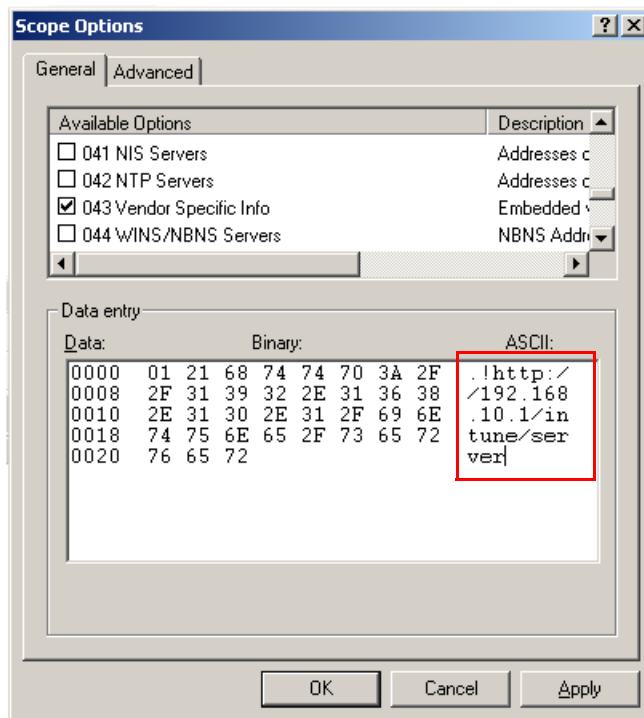 Scope Options
General Advanced
Available Options Description
041 NIS Servers Addresses o
042 NTP Servers Addresses o
043 Vendor Specific Info Embedded
044 WINS/NBNS Servers NBNS Addr
Data entry
Data: Binary: ASCII:
0000 01 21 68 74 74 70 3A 2F .!http:/
0008 2F 31 39 32 2E 31 36 38 /192.168
0010 2E 31 30 2E 31 2F 69 6E .10.1/in
0018 74 75 6E 65 2F 73 65 72 tune/ser
0020 76 65 72 ver
OK Cancel Apply